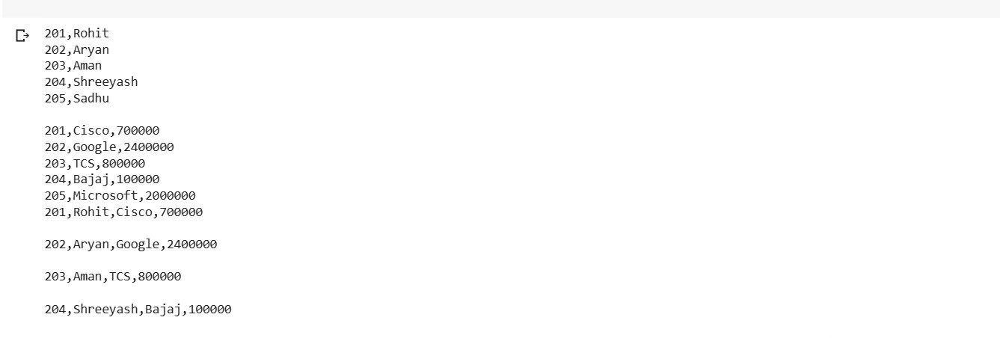 201,Rohit
202,Aryan
203,Aman
204,Shreeyash
205,Sadhu
201,Cisco,700000
202,Google,2400000
203,TCS,800000
204,Bajaj,100000
205,Microsoft,2000000
201,Rohit,Cisco,700000
202,Aryan,Google,2400000
203,Aman,TCS,800000
204,Shreeyash,Bajaj,100000